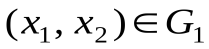 (x₁, x₂)∈G₁